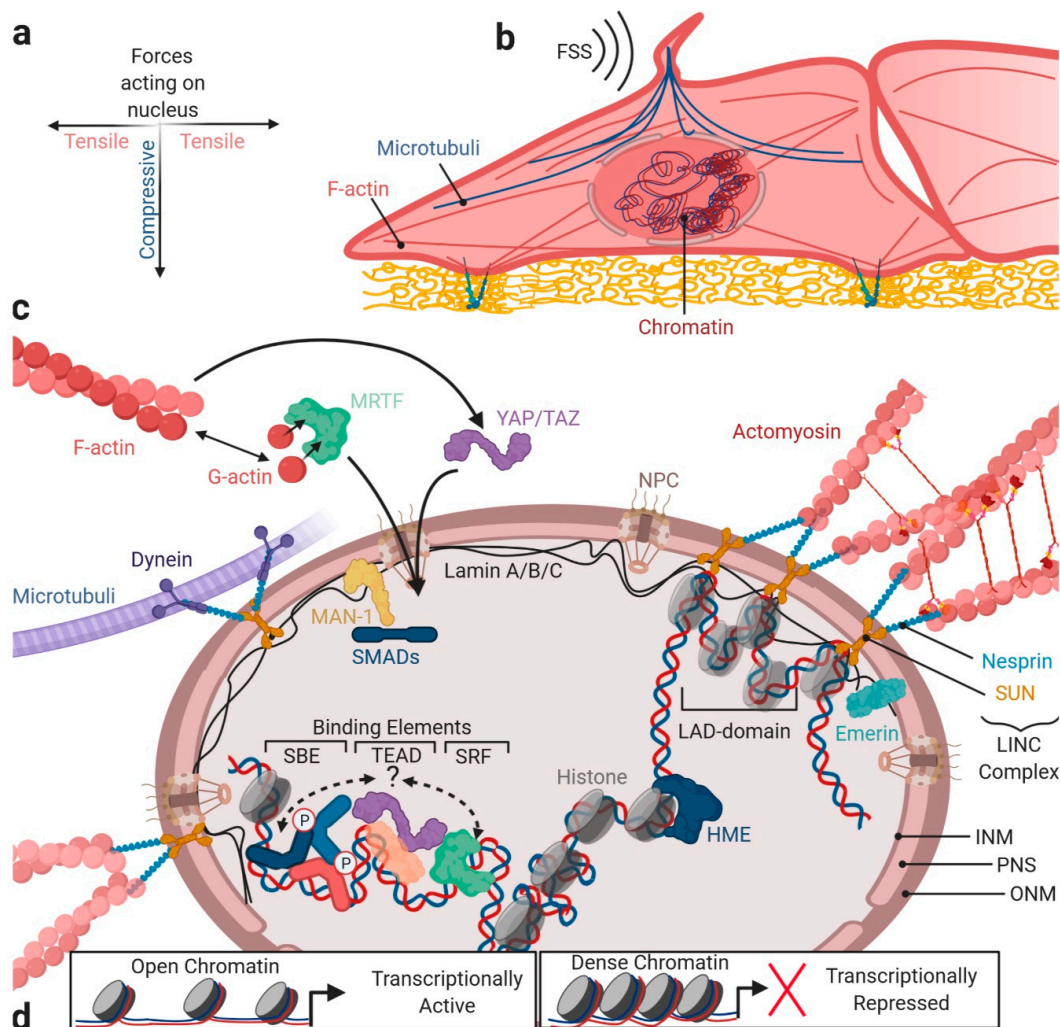 a
Forces
acting on
nucleus
Tensile
Tensile
Compressive
b
FSS
Microtubuli
F-actin
Chromatin
c
MRTF
YAP/TAZ
F-actin
G-actin
Actomyosin
NPC
Dynein
Lamin A/B/C
Microtubuli
MAN-1
SMADs
Nesprin
SUN
LAD-domain
Emerin
LINC
Complex
Binding Elements
SBE
TEAD
SRF
?
Histone
P
HME
P
INM
PNS
ONM
Open Chromatin
Transcriptionally
Active
Dense Chromatin
Transcriptionally
Repressed
d